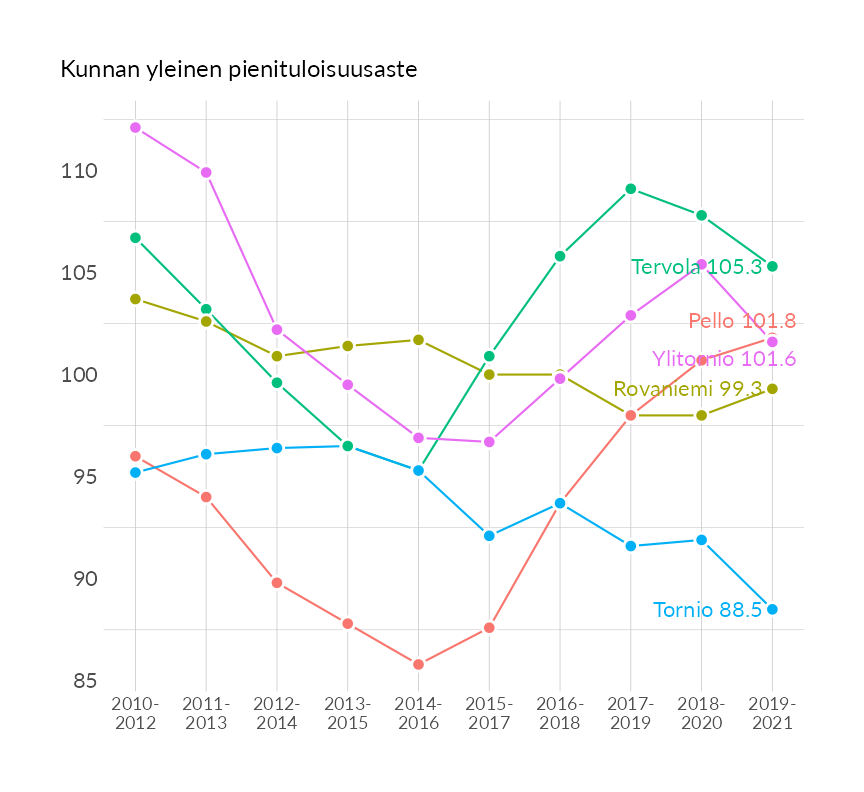 Kunnan yleinen pienituloisuusaste
110
105
100
95
90
85
Tervola 105.3
Pello 101.8
Ylitornio 101.6
Rovaniemi 99.3
Tornio 88.5
2010- 2011- 2012- 2013- 2014- 2015- 2016- 2017- 2018- 2019-
2012 2013 2014 2015 2016 2017 2018 2019 2020 2021